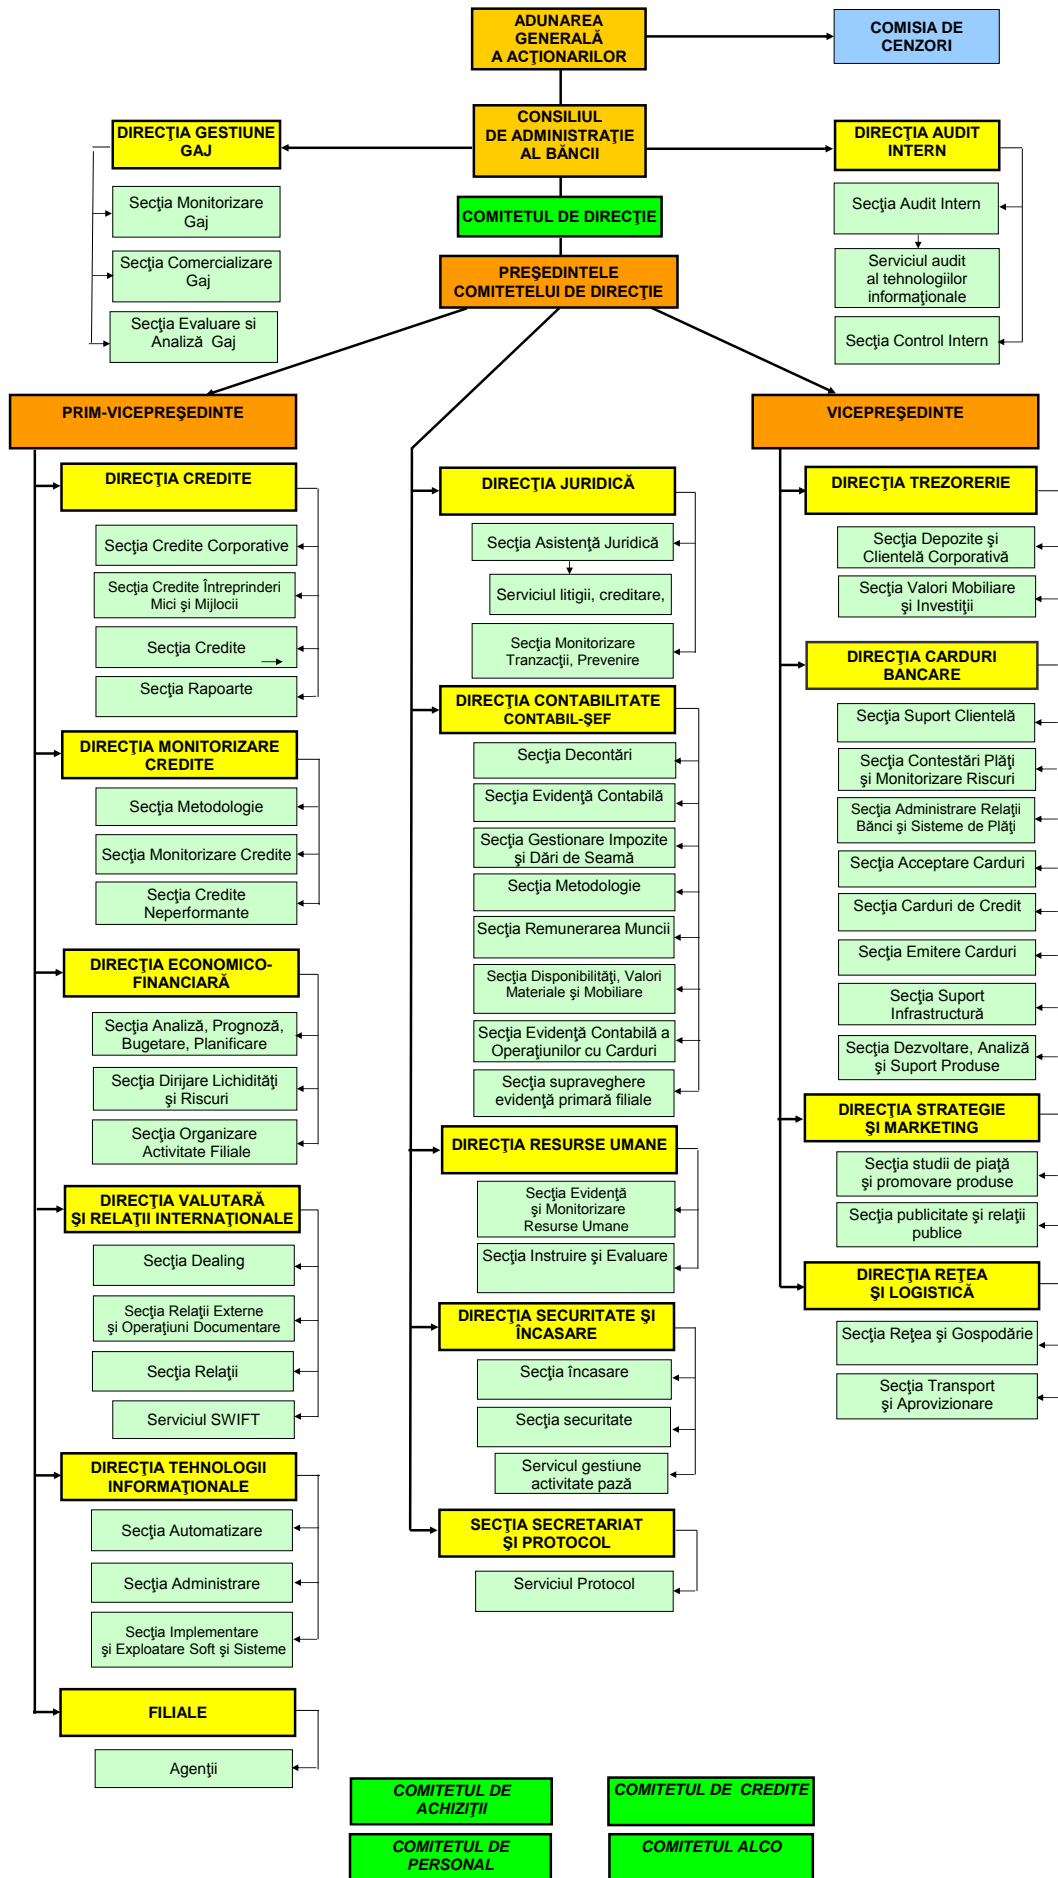 ADUNAREA
GENERALĂ
A ACŢIONARILOR
COMISIA DE
CENZORI
DIRECŢIA GESTIUNE
GAJ
CONSILIUL
DE ADMINISTRAŢIE
AL BĂNCII
DIRECŢIA AUDIT
INTERN
Secţia Monitorizare
Gaj
Secţia Comercializare
Gaj
Secţia Evaluare si
Analiză Gaj
COMITETUL DE DIRECŢIE
PREŞEDINTELE
COMITETELUI DE DIRECŢIE
Secţia Audit Intern
Serviciul audit
al tehnologiilor
informaţionale
Secţia Control Intern
PRIM-VICEPREŞEDINTE
VICEPREŞEDINTE
DIRECŢIA CREDITE
Secţia Credite Corporative
Secţia Credite Întreprinderi
Mici şi Mijlocii
Secţia Credite
Secţia Rapoarte
DIRECŢIA MONITORIZARE
CREDITE
Secţia Metodologie
Secţia Monitorizare Credite
Secţia Credite
Neperformante
DIRECŢIA ECONOMICO-
FINANCIARĂ
Secţia Analiză, Prognoză,
Bugetare, Planificare
Secţia Dirijare Lichidităţi
şi Riscuri
Secţia Organizare
Activitate Filiale
DIRECŢIA VALUTARĂ
ŞI RELAŢII INTERNAŢIONALE
Secţia Dealing
Secţia Relaţii Externe
şi Operaţiuni Documentare
Secţia Relaţii
Serviciul SWIFT
DIRECŢIA TEHNOLOGII
INFORMAŢIONALE
Secţia Automatizare
Secţia Administrare
Secţia Implementare
şi Exploatare Soft şi Sisteme
FILIALE
Agenţii
DIRECŢIA JURIDICĂ
Secţia Asistenţă Juridică
Serviciul litigii, creditare,
Secţia Monitorizare
Tranzacţii, Prevenire
DIRECŢIA CONTABILITATE
CONTABIL-ŞEF
Secţia Decontări
Secţia Evidenţă Contabilă
Secţia Gestionare Impozite
şi Dări de Seamă
Secţia Metodologie
Secţia Remunerarea Muncii
Secţia Disponibilităţi, Valori
Materiale şi Mobiliare
Secţia Evidenţă Contabilă a
Operaţiunilor cu Carduri
Secţia supraveghere
evidenţă primară filiale
DIRECŢIA RESURSE UMANE
Secţia Evidenţă
şi Monitorizare
Resurse Umane
Secţia Instruire şi Evaluare
DIRECŢIA SECURITATE ŞI
ÎNCASARE
Secţia încasare
Secţia securitate
Servicul gestiune
activitate pază
SECŢIA SECRETARIAT
ŞI PROTOCOL
Serviciul Protocol
DIRECŢIA TREZORERIE
Secţia Depozite şi
Clientelă Corporativă
Secţia Valori Mobiliare
şi Investiţii
DIRECŢIA CARDURI
BANCARE
Secţia Suport Clientelă
Secţia Contestări Plăţi
şi Monitorizare Riscuri
Secţia Administrare Relaţii
Bănci şi Sisteme de Plăţi
Secţia Acceptare Carduri
Secţia Carduri de Credit
Secţia Emitere Carduri
Secţia Suport
Infrastructură
Secţia Dezvoltare, Analiză
şi Suport Produse
DIRECŢIA STRATEGIE
ŞI MARKETING
Secţia studii de piaţă
şi promovare produse
Secţia publicitate şi relaţii
publice
DIRECŢIA REŢEA
ŞI LOGISTICĂ
Secţia Reţea şi Gospodărie
Secţia Transport
şi Aprovizionare
COMITETUL DE
ACHIZIŢII
COMITETUL DE CREDITE
COMITETUL DE
PERSONAL
COMITETUL ALCO